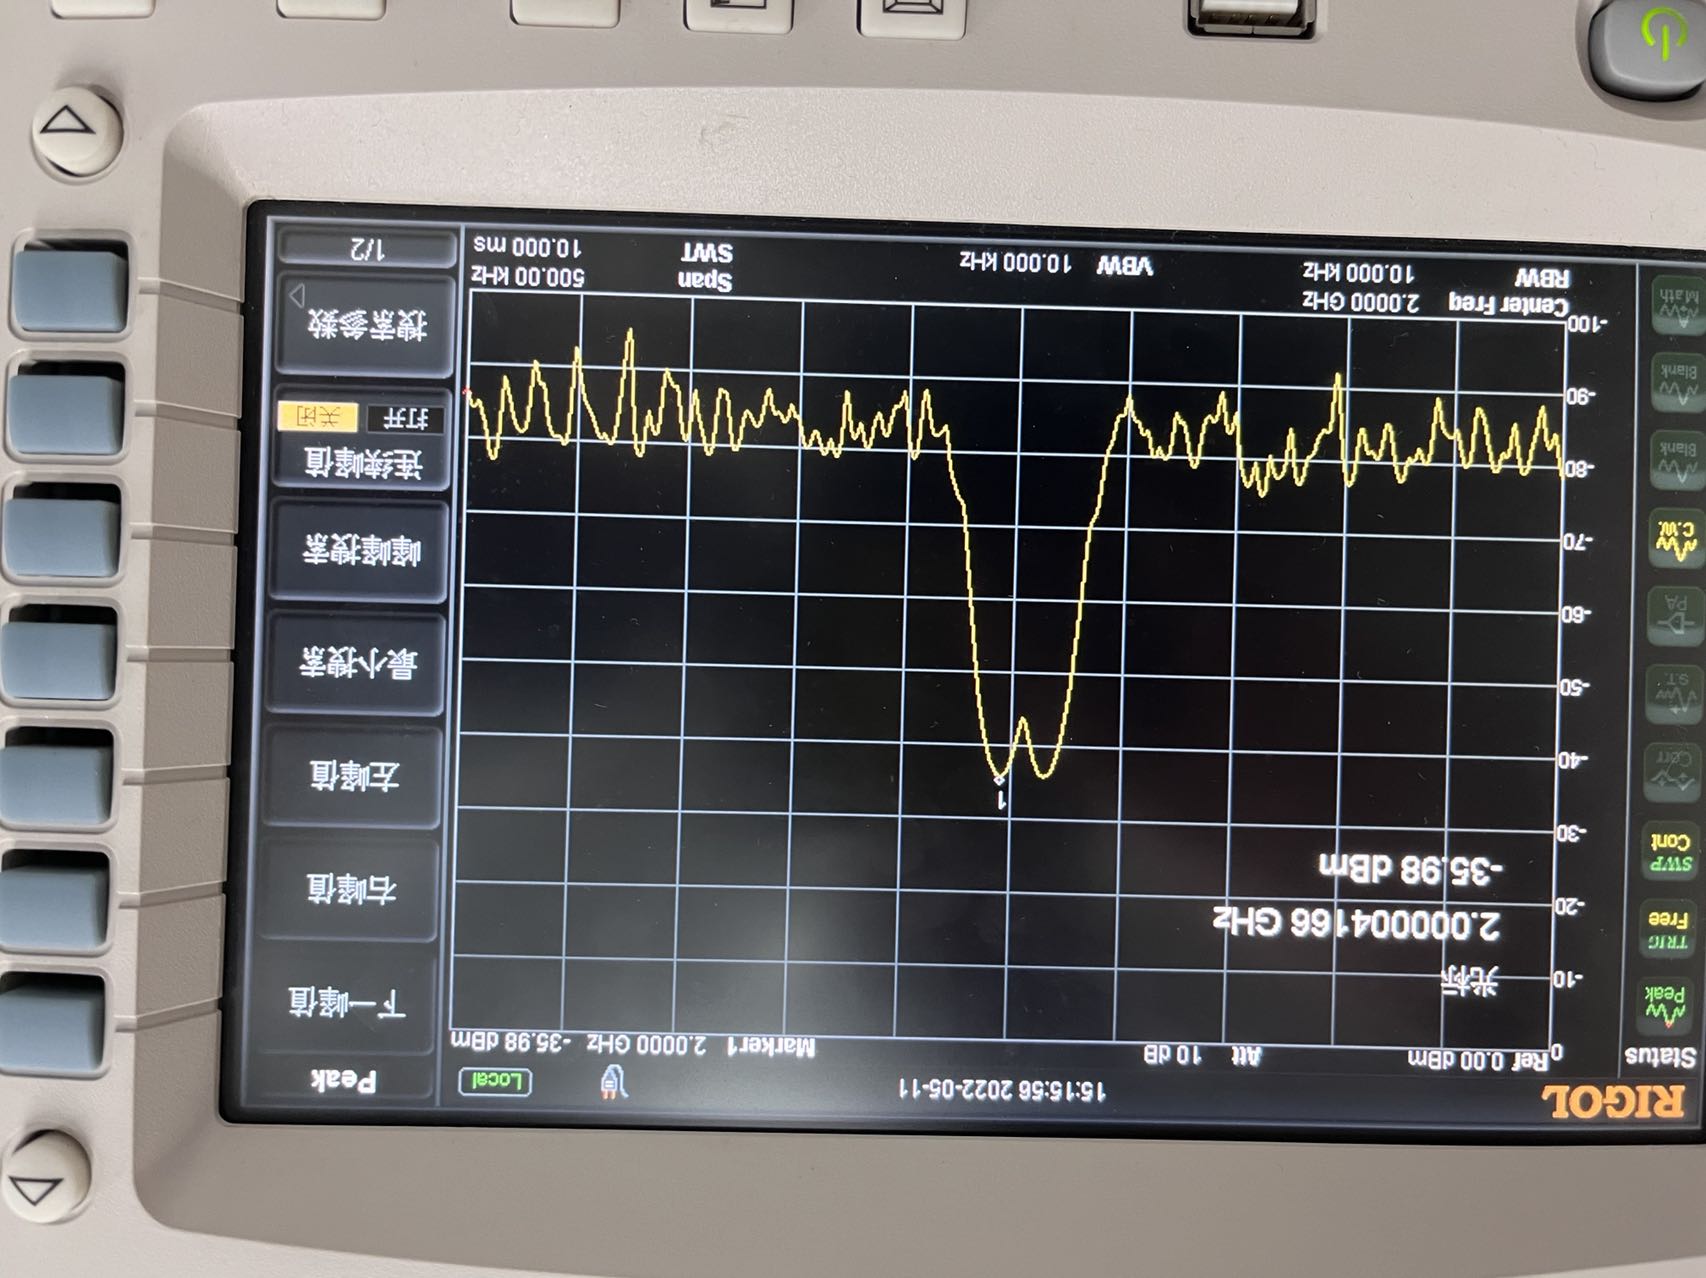 RIGOL
15:15:56 2022-05-11
Local
Status
Ref 0.00 dBm
Att 10 dB
Marker1 2.0000 GHz -35.98 dBm
Peak
TRIG
Free
SWP
Cont
Corr
S.T.
PA
C.W.
Blank
Blank
Math
0
-10
-20
-30
-40
-50
-60
-70
-80
-90
-100
光标
2.000004166 GHz
-35.98 dBm
1
Center Freq 2.0000 GHz
RBW 10.000 kHz
VBW 10.000 kHz
Span 500.00 kHz
SWT 10.000 ms
Peak
下一峰值
右峰值
左峰值
最小搜索
峰峰搜索
连续峰值
打开 关闭
搜索参数
1/2